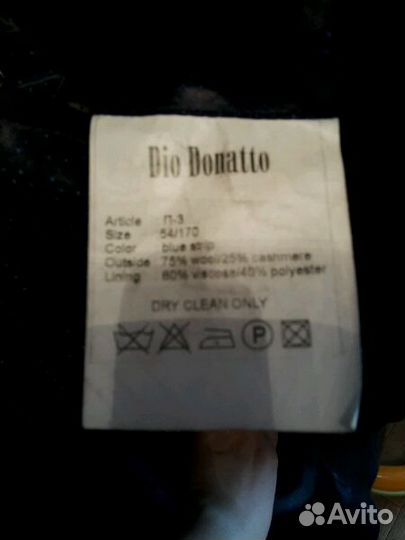 Dio Donatto
Article : П-3
Size : 54/170
Color : blue strip
Outside: 75% wool/25% cashmere
Lining : 60% viscose/40% polyester
DRY CLEAN ONLY
P
Avito